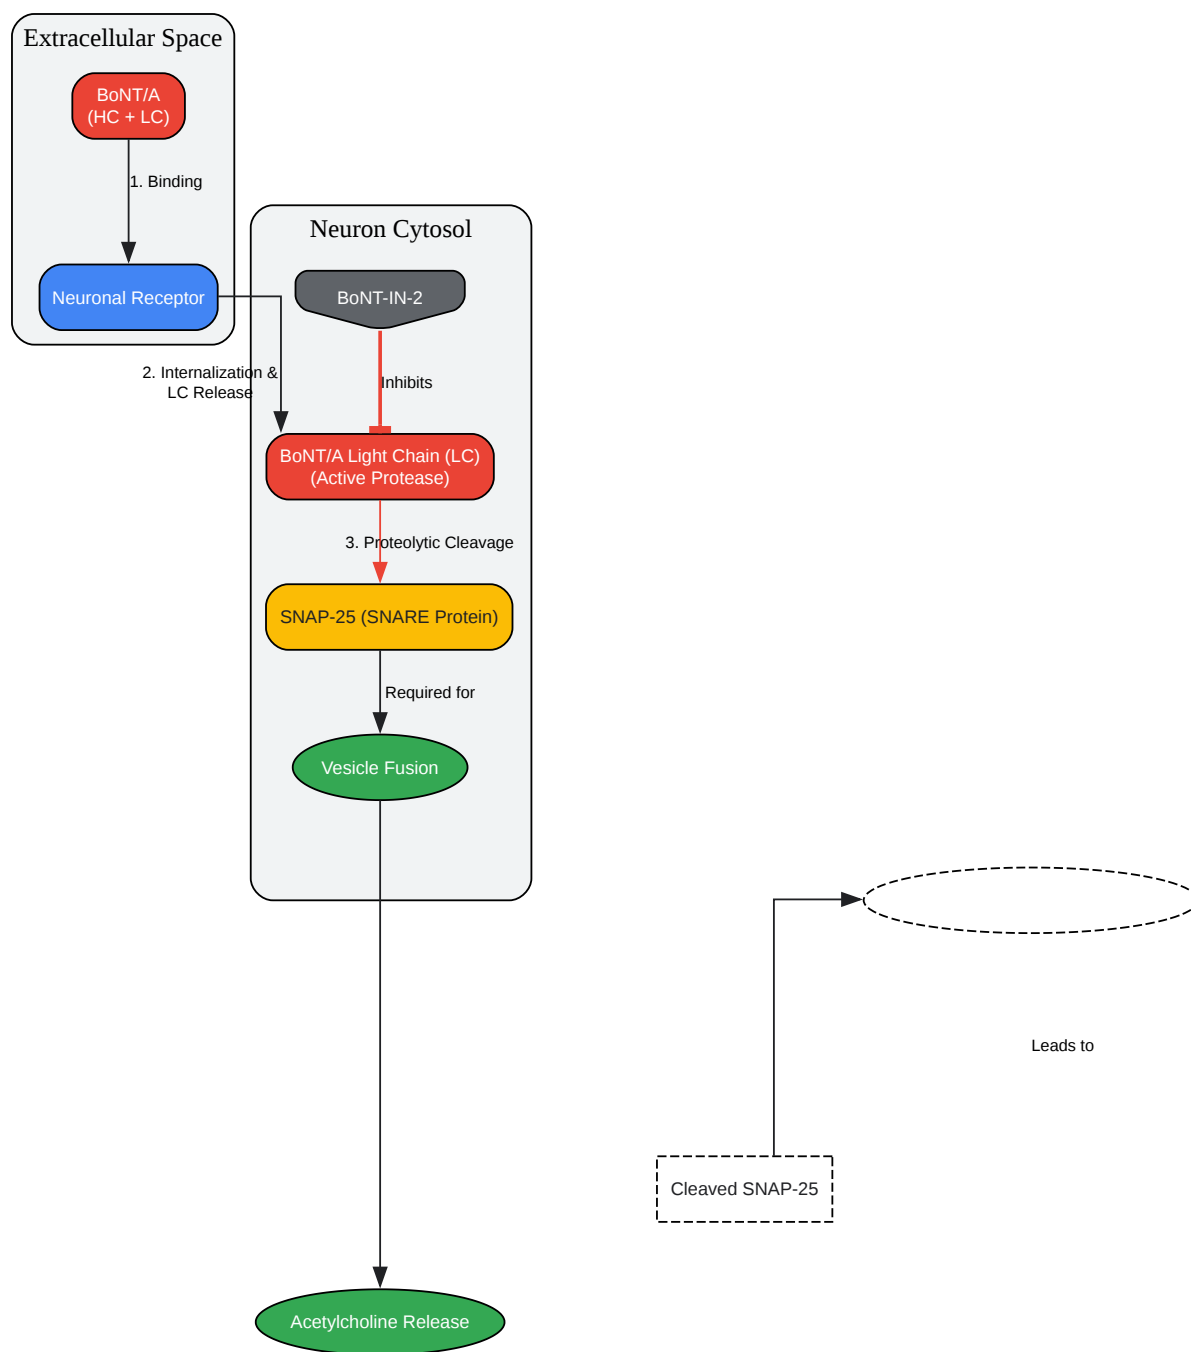 Extracellular Space
BoNT/A
(HC + LC)
1. Binding
Neuronal Receptor
Neuron Cytosol
BoNT-IN-2
2. Internalization &
LC Release
Inhibits
BoNT/A Light Chain (LC)
(Active Protease)
3. Proteolytic Cleavage
SNAP-25 (SNARE Protein)
Required for
Vesicle Fusion
Leads to
Cleaved SNAP-25
Acetylcholine Release